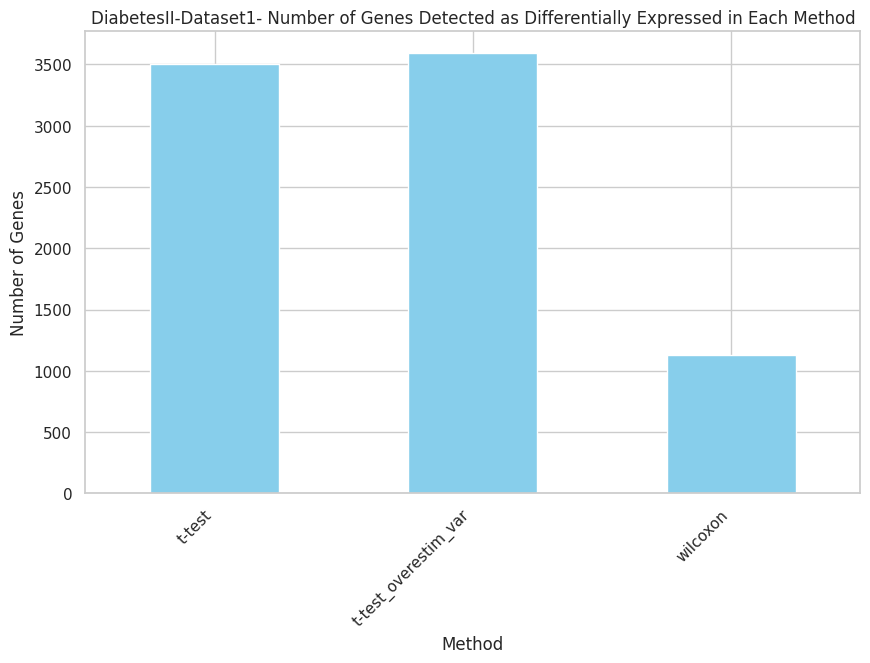 DiabetesII-Dataset1- Number of Genes Detected as Differentially Expressed in Each Method
Number of Genes
3500
3000
2500
2000
1500
1000
500
0
t-test
t-test_overestim_var
wilcoxon
Method